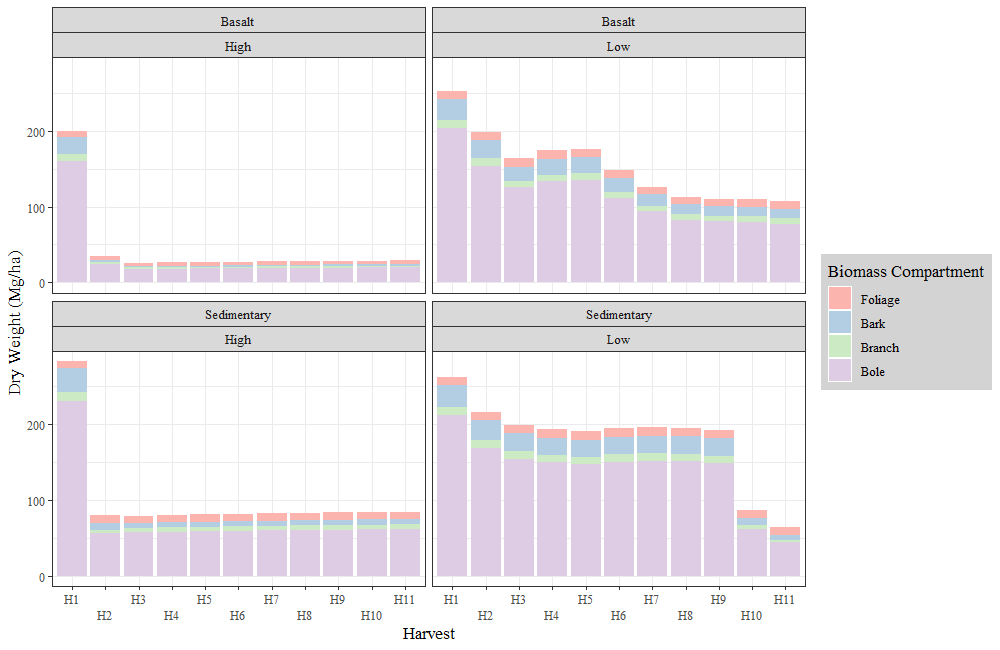 Basalt
High
Basalt
Low
200
100
0
Sedimentary
High
Sedimentary
Low
200
100
0
H1 H3 H5 H7 H9 H11 H1 H3 H5 H7 H9 H11
H2 H4 H6 H8 H10 H2 H4 H6 H8 H10
Harvest
Dry Weight (Mg/ha)
Biomass Compartment
Foliage
Bark
Branch
Bole